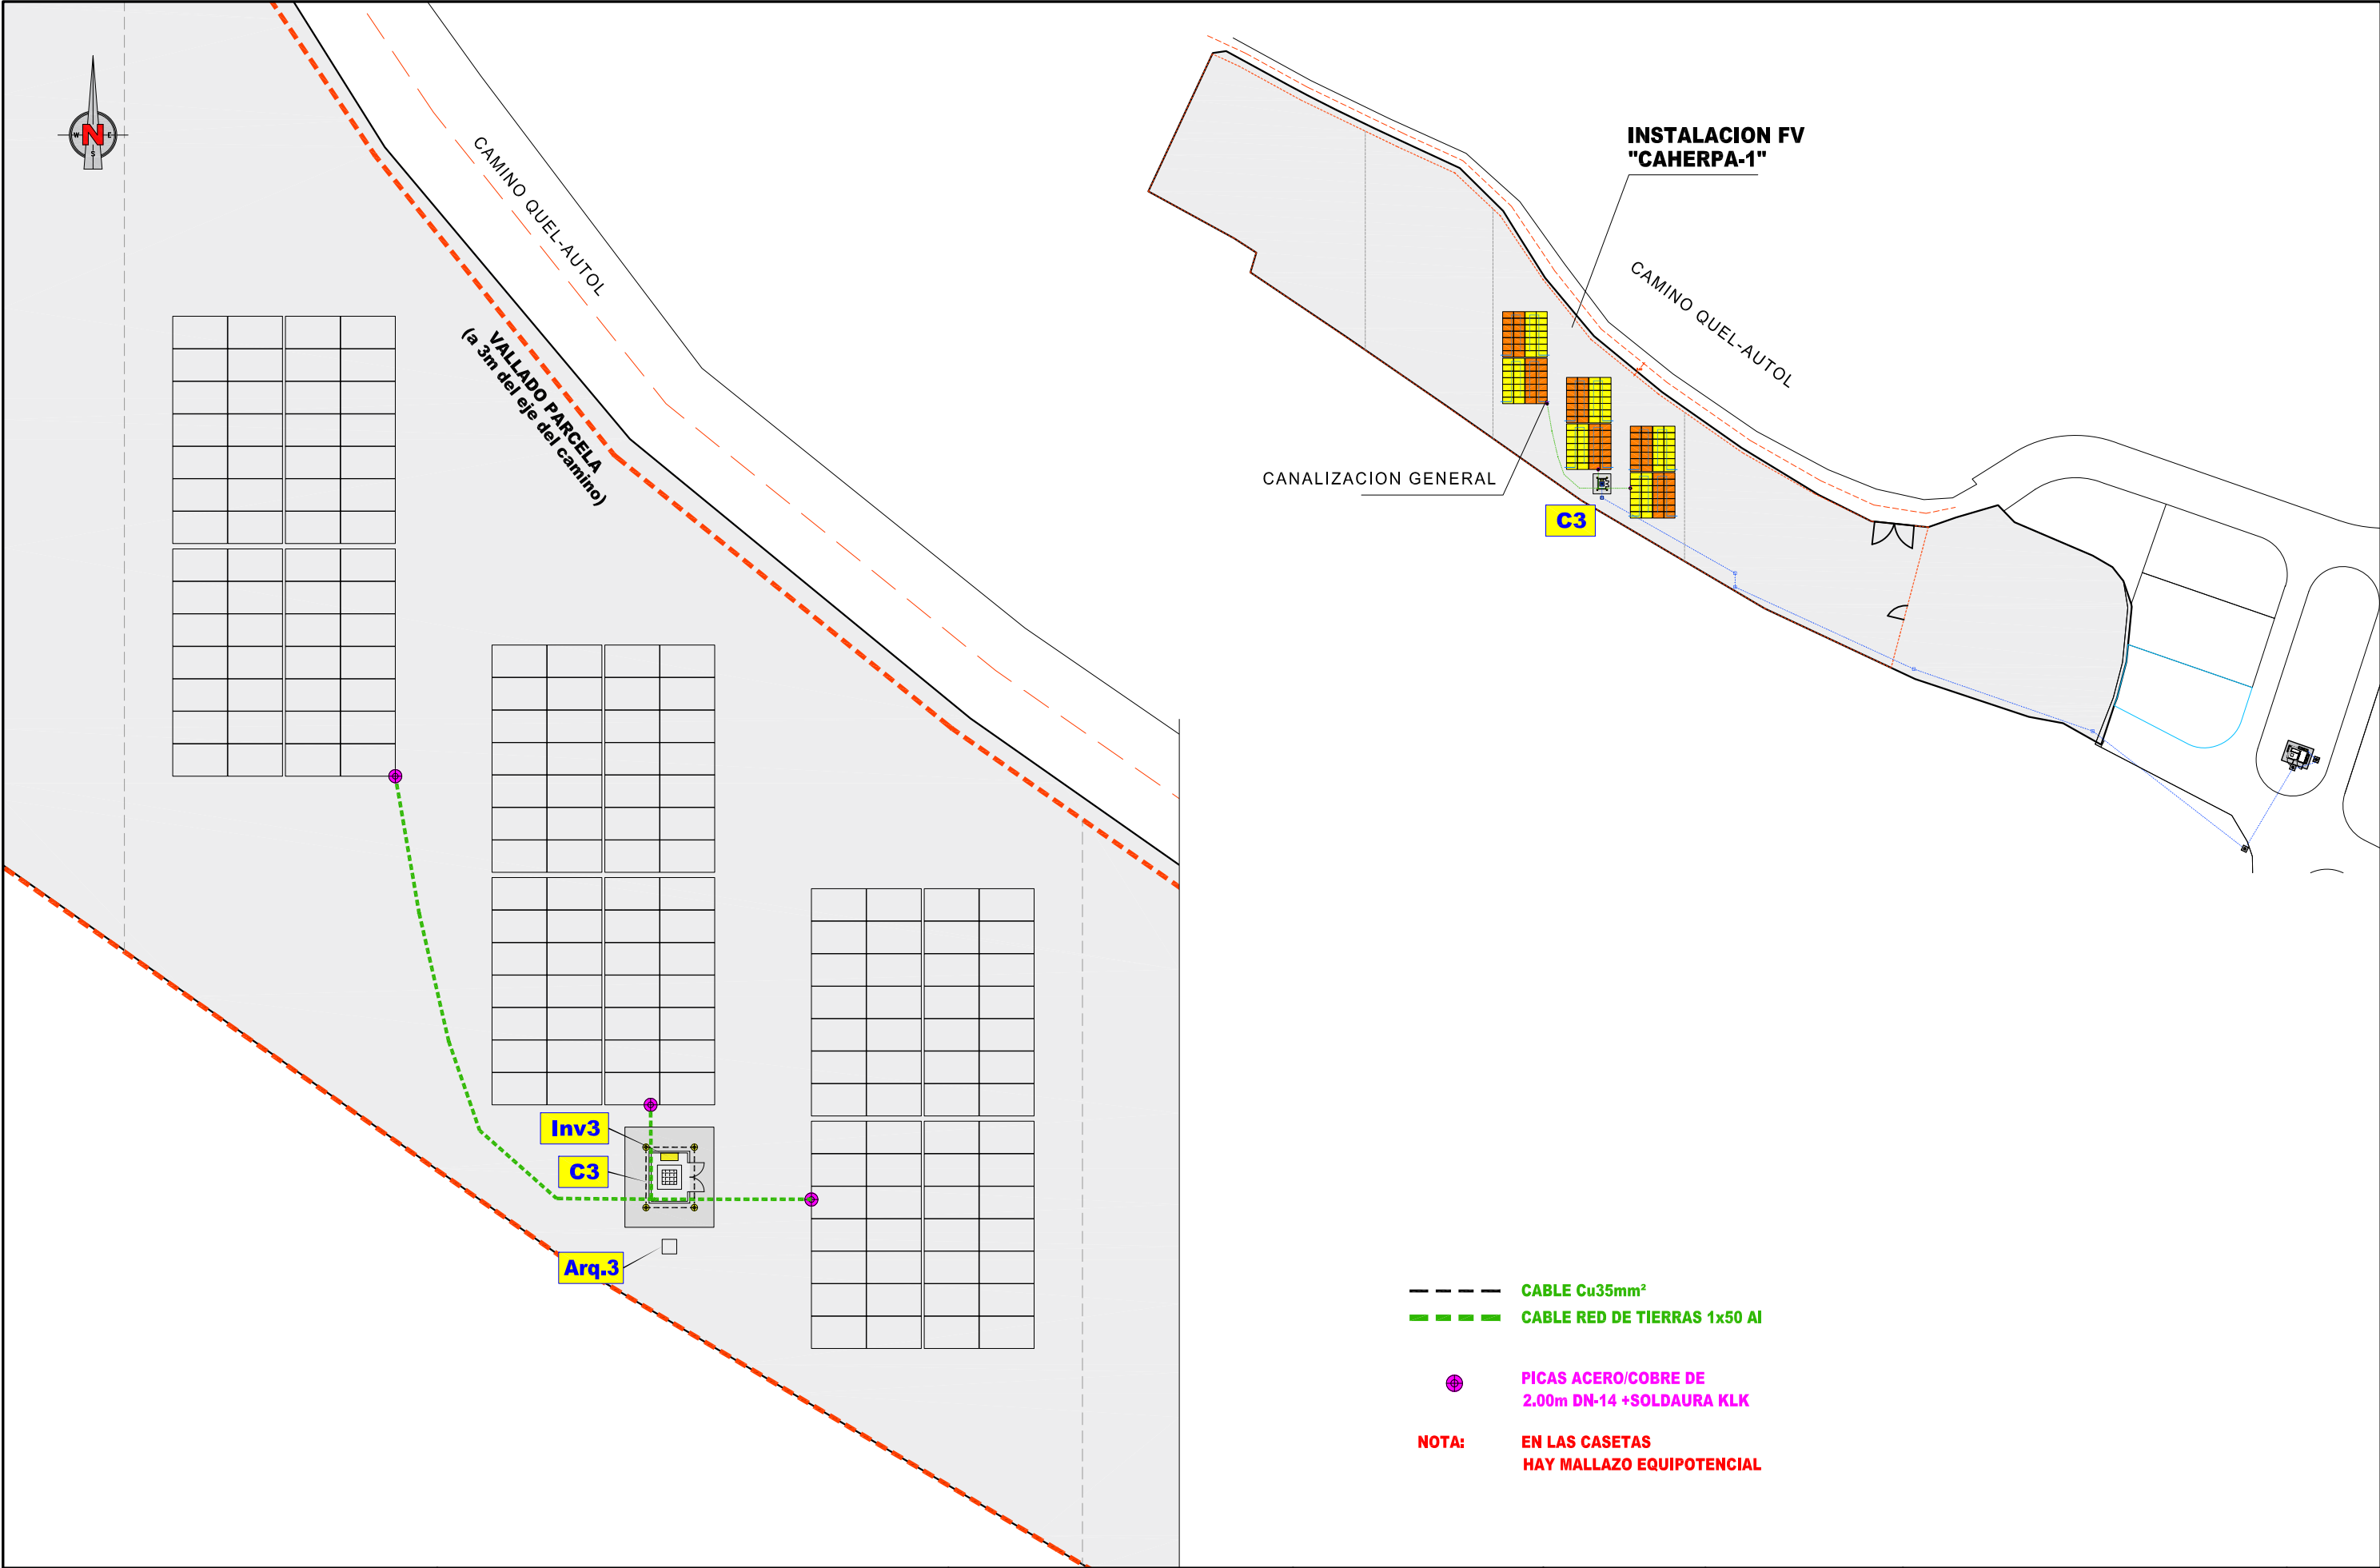 N
W
E
S
CAMINO QUEL-AUTOL
VALLADO PARCELA
(a 3m del eje del camino)
Inv3
C3
Arq.3
INSTALACION FV
"CAHERPA-1"
CAMINO QUEL-AUTOL
CANALIZACION GENERAL
C3
CABLE Cu35mm²
CABLE RED DE TIERRAS 1x50 Al
PICAS ACERO/COBRE DE
2.00m DN-14 +SOLDAURA KLK
NOTA: EN LAS CASETAS
HAY MALLAZO EQUIPOTENCIAL